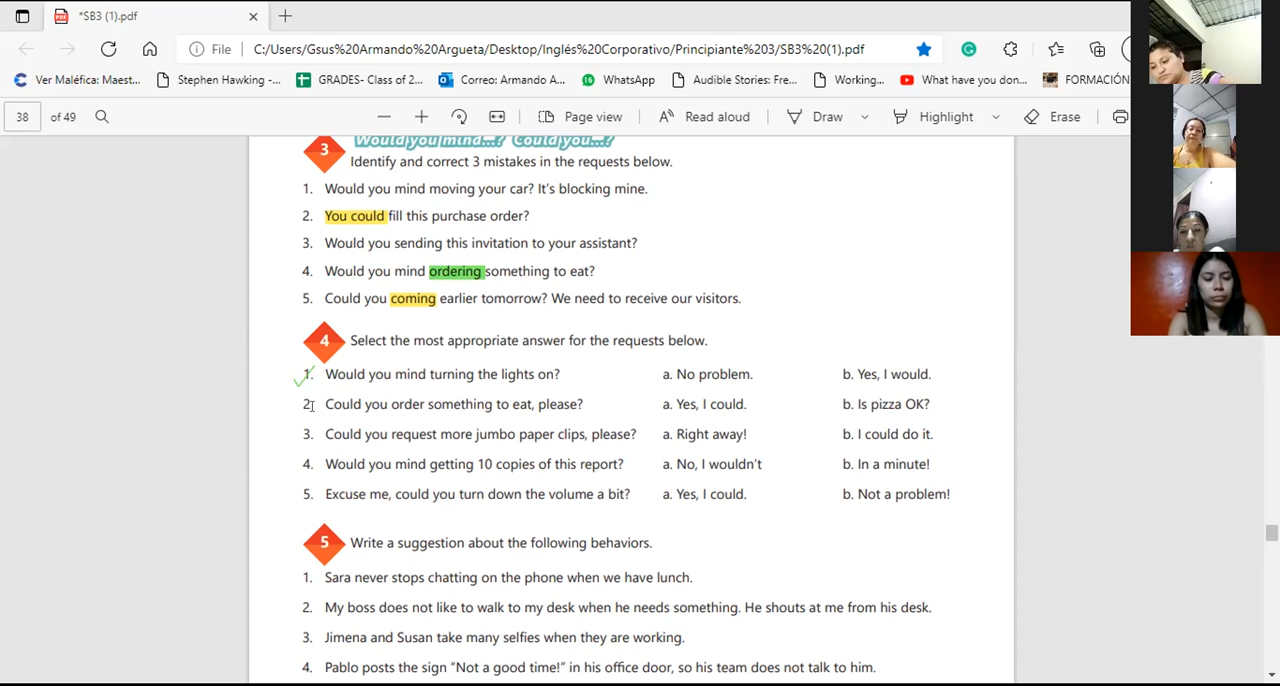 *SB3 (1).pdf
File C:/Users/Gsus%20Armando%20Argueta/Desktop/Inglés%20Corporativo/Principiante%203/SB3%20(1).pdf
Ver Maléfica: Maest... Stephen Hawking -... GRADES- Class of 2... Correo: Armando A... WhatsApp Audible Stories: Fre... Working... What have you don... FORMACIÓN
38 of 49 Page view Read aloud Draw Highlight Erase
3 Would you mind...? Could you...?
Identify and correct 3 mistakes in the requests below.
1. Would you mind moving your car? It's blocking mine.
2. You could fill this purchase order?
3. Would you sending this invitation to your assistant?
4. Would you mind ordering something to eat?
5. Could you coming earlier tomorrow? We need to receive our visitors.
4 Select the most appropriate answer for the requests below.
1. Would you mind turning the lights on? a. No problem. b. Yes, I would.
2. Could you order something to eat, please? a. Yes, I could. b. Is pizza OK?
3. Could you request more jumbo paper clips, please? a. Right away! b. I could do it.
4. Would you mind getting 10 copies of this report? a. No, I wouldn't b. In a minute!
5. Excuse me, could you turn down the volume a bit? a. Yes, I could. b. Not a problem!
5 Write a suggestion about the following behaviors.
1. Sara never stops chatting on the phone when we have lunch.
2. My boss does not like to walk to my desk when he needs something. He shouts at me from his desk.
3. Jimena and Susan take many selfies when they are working.
4. Pablo posts the sign "Not a good time!" in his office door, so his team does not talk to him.